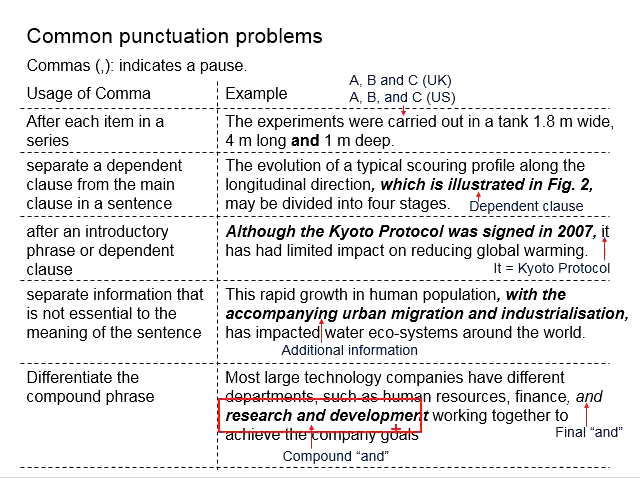 Common punctuation problems
Commas (,): indicates a pause.
A, B and C (UK)
A, B, and C (US)
Usage of Comma
Example
After each item in a
series
The experiments were carried out in a tank 1.8 m wide,
4 m long and 1 m deep.
separate a dependent
clause from the main
clause in a sentence
The evolution of a typical scouring profile along the
longitudinal direction, which is illustrated in Fig. 2,
may be divided into four stages.
Dependent clause
after an introductory
phrase or dependent
clause
Although the Kyoto Protocol was signed in 2007, it
has had limited impact on reducing global warming.
It = Kyoto Protocol
separate information that
is not essential to the
meaning of the sentence
This rapid growth in human population, with the
accompanying urban migration and industrialisation,
has impacted water eco-systems around the world.
Additional information
Differentiate the
compound phrase
Most large technology companies have different
departments, such as human resources, finance, and
research and development working together to
achieve the company goals
Final “and”
Compound “and”